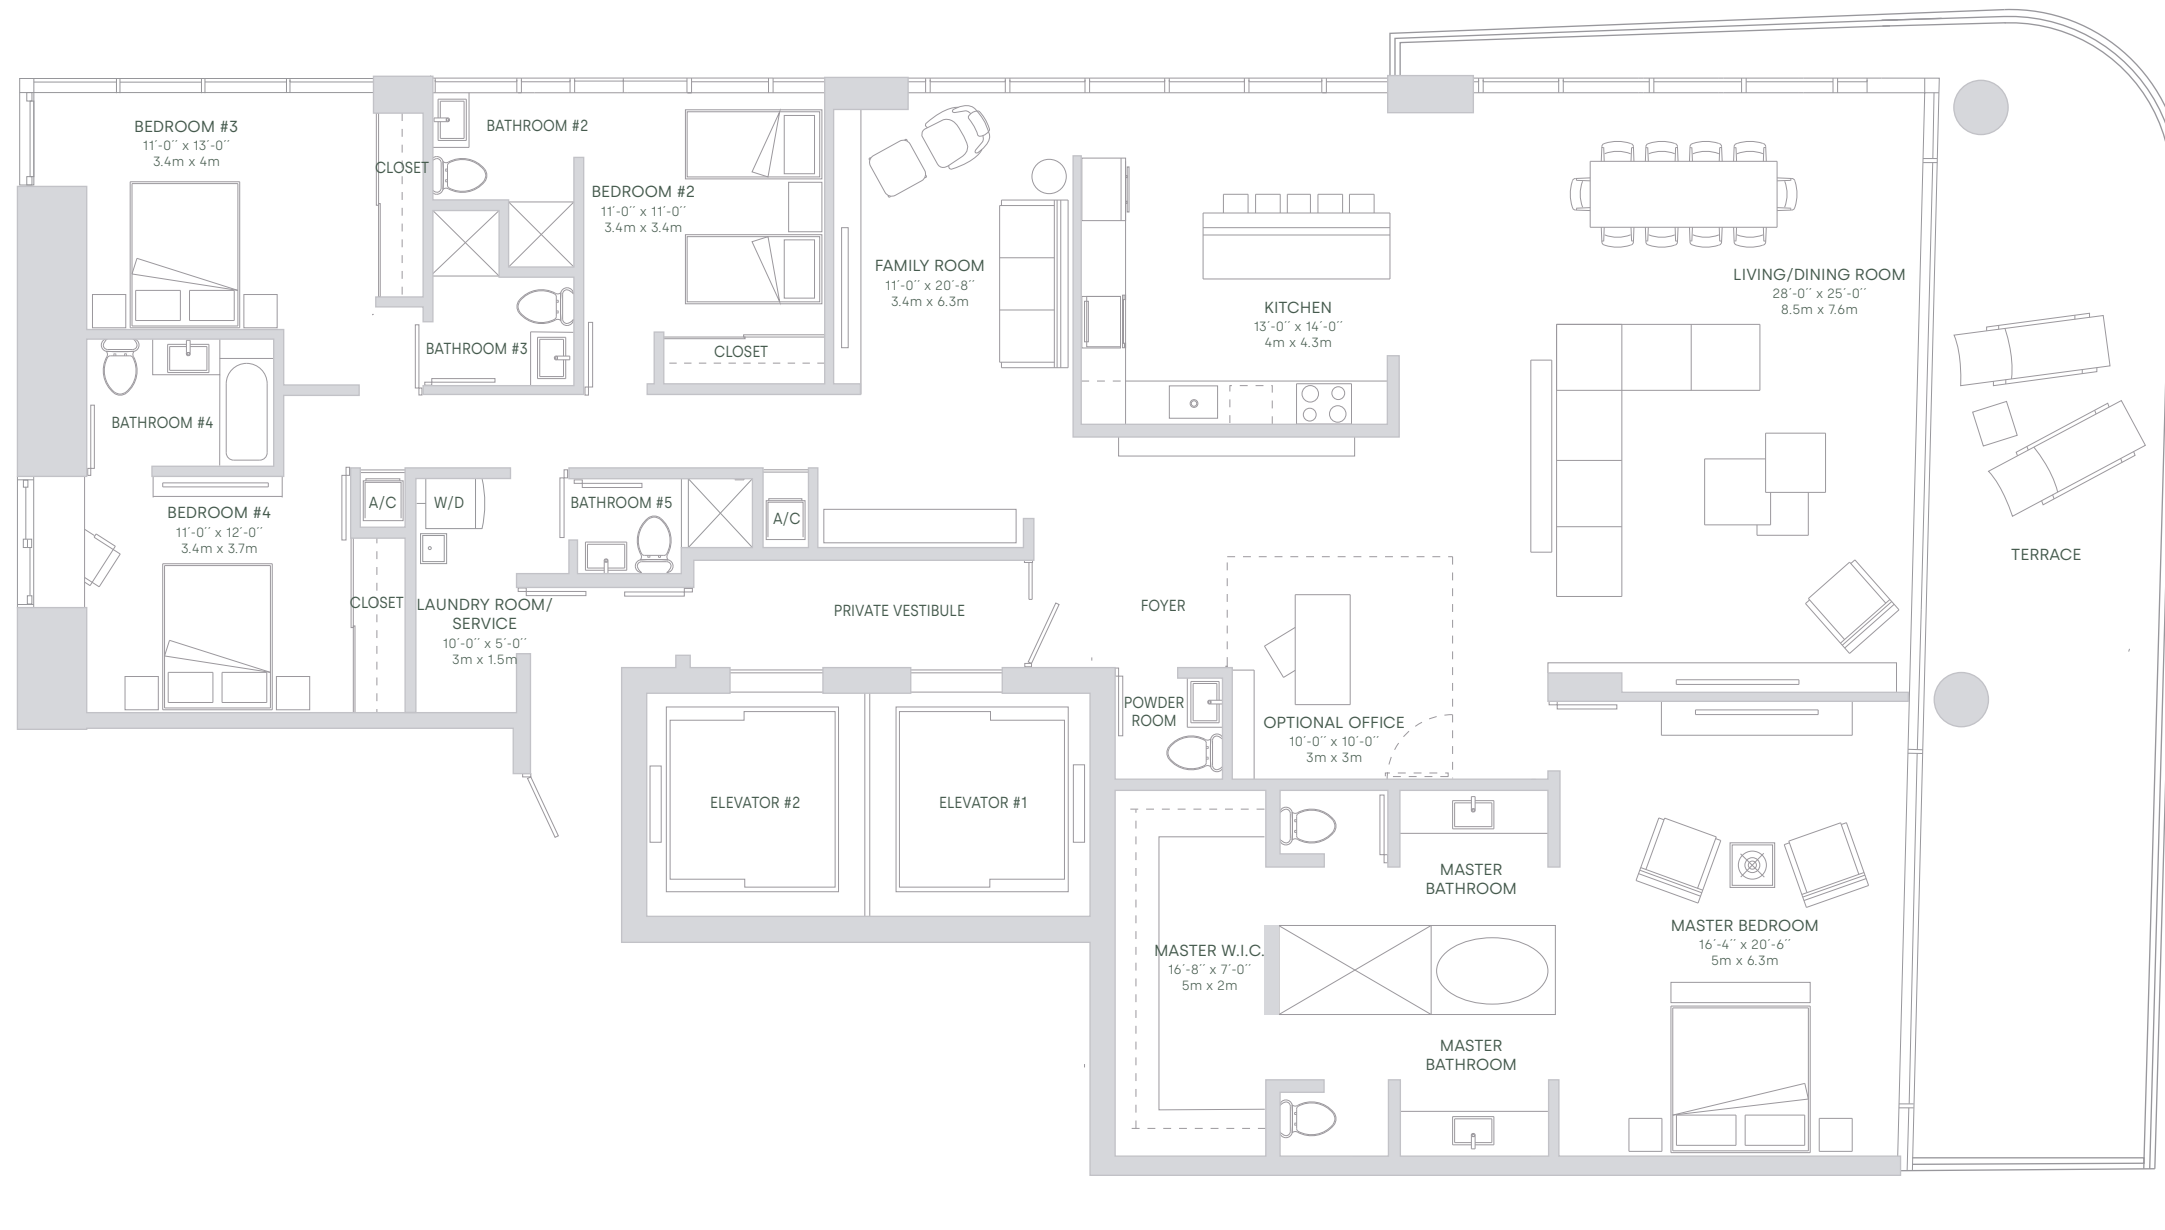 BEDROOM #3
11´-0´´ x 13´-0´´
3.4m x 4m
CLOSET
BATHROOM #2
BEDROOM #2
11´-0´´ x 11´-0´´
3.4m x 3.4m
CLOSET
BATHROOM #3
FAMILY ROOM
11´-0´´ x 20´-8´´
3.4m x 6.3m
KITCHEN
13´-0´´ x 14´-0´´
4m x 4.3m
LIVING/DINING ROOM
28´-0´´ x 25´-0´´
8.5m x 7.6m
TERRACE
BATHROOM #4
BEDROOM #4
11´-0´´ x 12´-0´´
3.4m x 3.7m
A/C
W/D
CLOSET
LAUNDRY ROOM/
SERVICE
10´-0´´ x 5´-0´´
3m x 1.5m
BATHROOM #5
A/C
PRIVATE VESTIBULE
FOYER
POWDER
ROOM
OPTIONAL OFFICE
10´-0´´ x 10´-0´´
3m x 3m
ELEVATOR #2
ELEVATOR #1
MASTER
BATHROOM
MASTER W.I.C.
16´-8´´ x 7´-0´´
5m x 2m
MASTER
BATHROOM
MASTER BEDROOM
16´-4´´ x 20´-6´´
5m x 6.3m